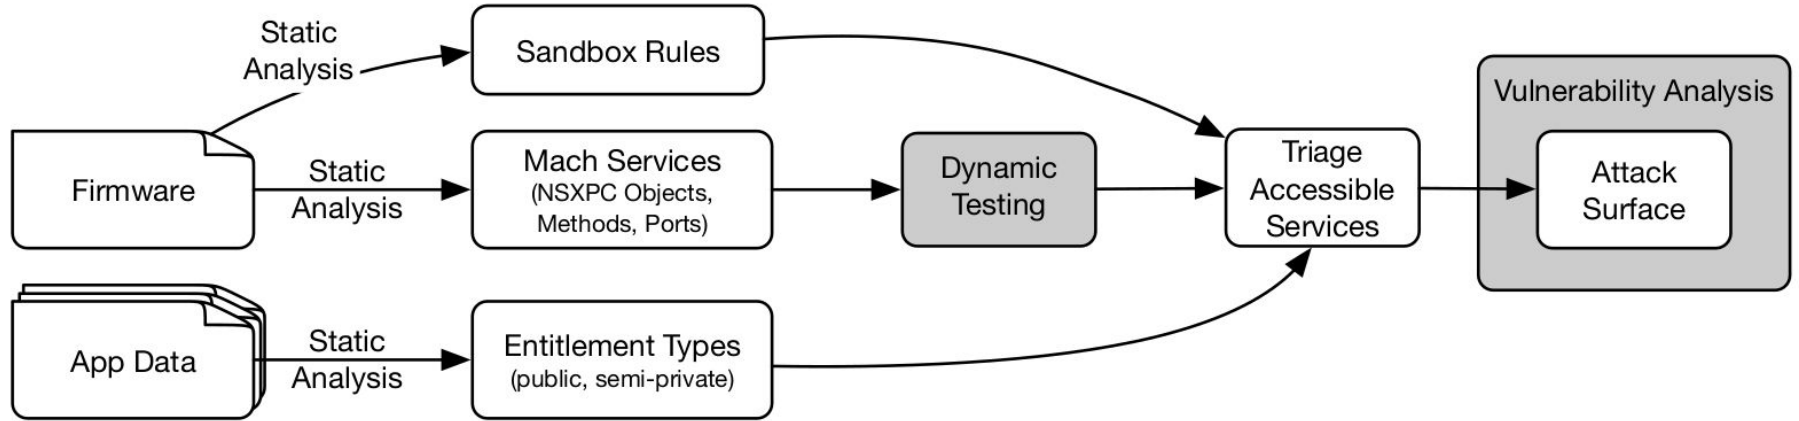 Static
Analysis
Sandbox Rules
Vulnerability Analysis
Firmware
Static
Analysis
Mach Services
(NSXPC Objects,
Methods, Ports)
Dynamic
Testing
Triage
Accessible
Services
Attack
Surface
App Data
Static
Analysis
Entitlement Types
(public, semi-private)